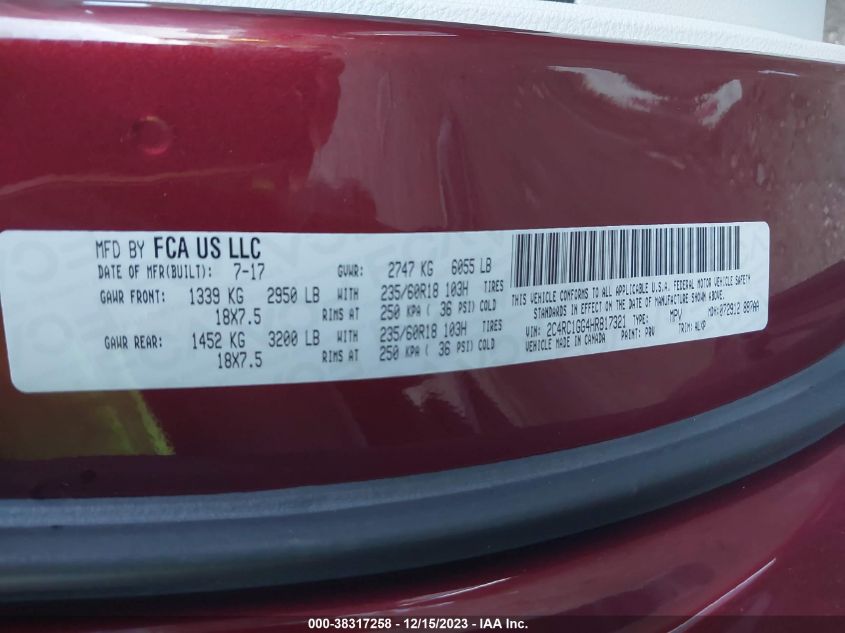 MFD BY FCA US LLC
DATE OF MFR(BUILT): 7-17 GVWR: 2747 KG 6055 LB
GAWR FRONT: 1339 KG 2950 LB WITH 235/60R18 103H TIRES
18X7.5 RIMS AT 250 KPA ( 36 PSI) COLD
GAWR REAR: 1452 KG 3200 LB WITH 235/60R18 103H TIRES
18X7.5 RIMS AT 250 KPA ( 36 PSI) COLD
THIS VEHICLE CONFORMS TO ALL APPLICABLE U.S.A. FEDERAL MOTOR VEHICLE SAFETY
STANDARDS IN EFFECT ON THE DATE OF MANUFACTURE SHOWN ABOVE.
VIN: 2C4RC1GG4HR817321 TYPE: MPV MDH: 072912 887AA
VEHICLE MADE IN CANADA PAINT: PRV TRIM:
000-38317258 - 12/15/2023 - IAA Inc.